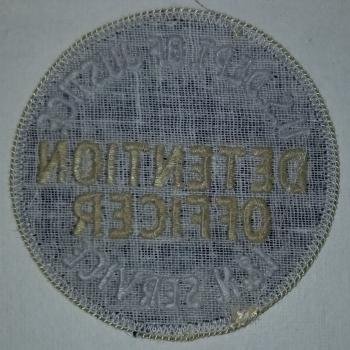 U.S. DEPT. OF JUSTICE
DETENTION
OFFICER
I&N SERVICE